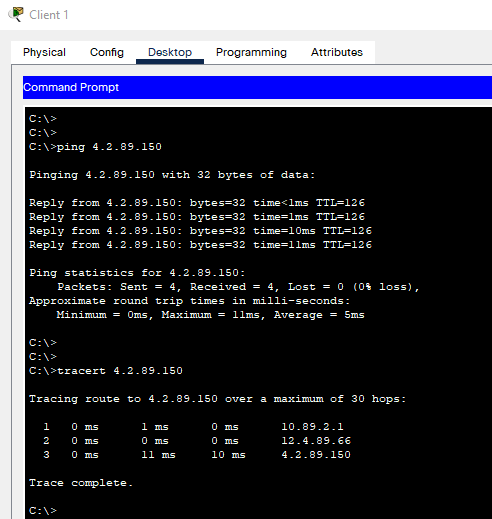 Client 1
Physical Config Desktop Programming Attributes
Command Prompt
C:\>
C:\>
C:\>ping 4.2.89.150
Pinging 4.2.89.150 with 32 bytes of data:
Reply from 4.2.89.150: bytes=32 time<1ms TTL=126
Reply from 4.2.89.150: bytes=32 time=1ms TTL=126
Reply from 4.2.89.150: bytes=32 time=10ms TTL=126
Reply from 4.2.89.150: bytes=32 time=11ms TTL=126
Ping statistics for 4.2.89.150:
Packets: Sent = 4, Received = 4, Lost = 0 (0% loss),
Approximate round trip times in milli-seconds:
Minimum = 0ms, Maximum = 11ms, Average = 5ms
C:\>
C:\>
C:\>tracert 4.2.89.150
Tracing route to 4.2.89.150 over a maximum of 30 hops:
1 0 ms 1 ms 0 ms 10.89.2.1
2 0 ms 0 ms 0 ms 12.4.89.66
3 0 ms 11 ms 10 ms 4.2.89.150
Trace complete.
C:\>